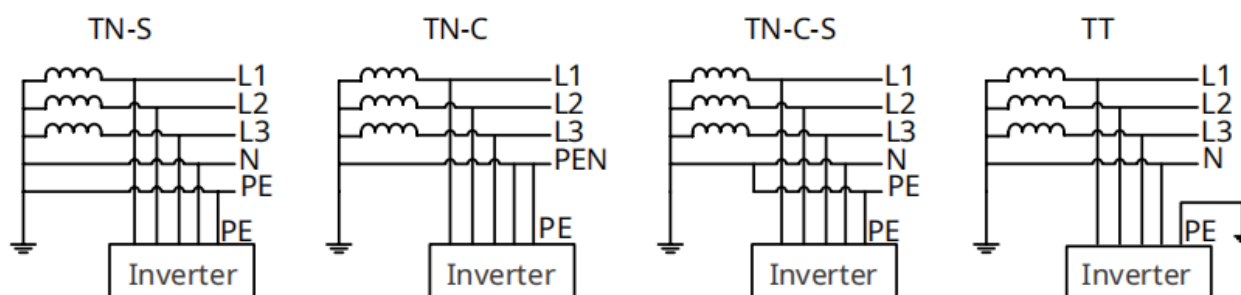 TN-S
L1
L2
L3
N
PE
PE
Inverter
TN-C
L1
L2
L3
PEN
PE
Inverter
TN-C-S
L1
L2
L3
N
PE
PE
Inverter
TT
L1
L2
L3
N
PE
Inverter